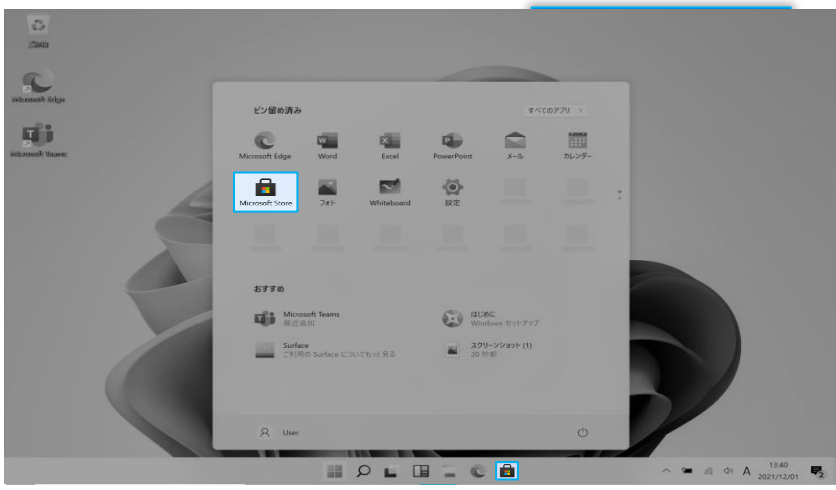 ごみ箱
Microsoft Edge
Microsoft Teams
ピン留め済み
すべてのアプリ >
Microsoft Edge
Word
Excel
PowerPoint
メール
カレンダー
Microsoft Store
フォト
Whiteboard
設定
おすすめ
Microsoft Teams
最近追加
はじめに
Windows セットアップ
Surface
ご利用の Surface についてもっと見る
スクリーンショット (1)
20 秒前
User
A
13:40
2021/12/01
2